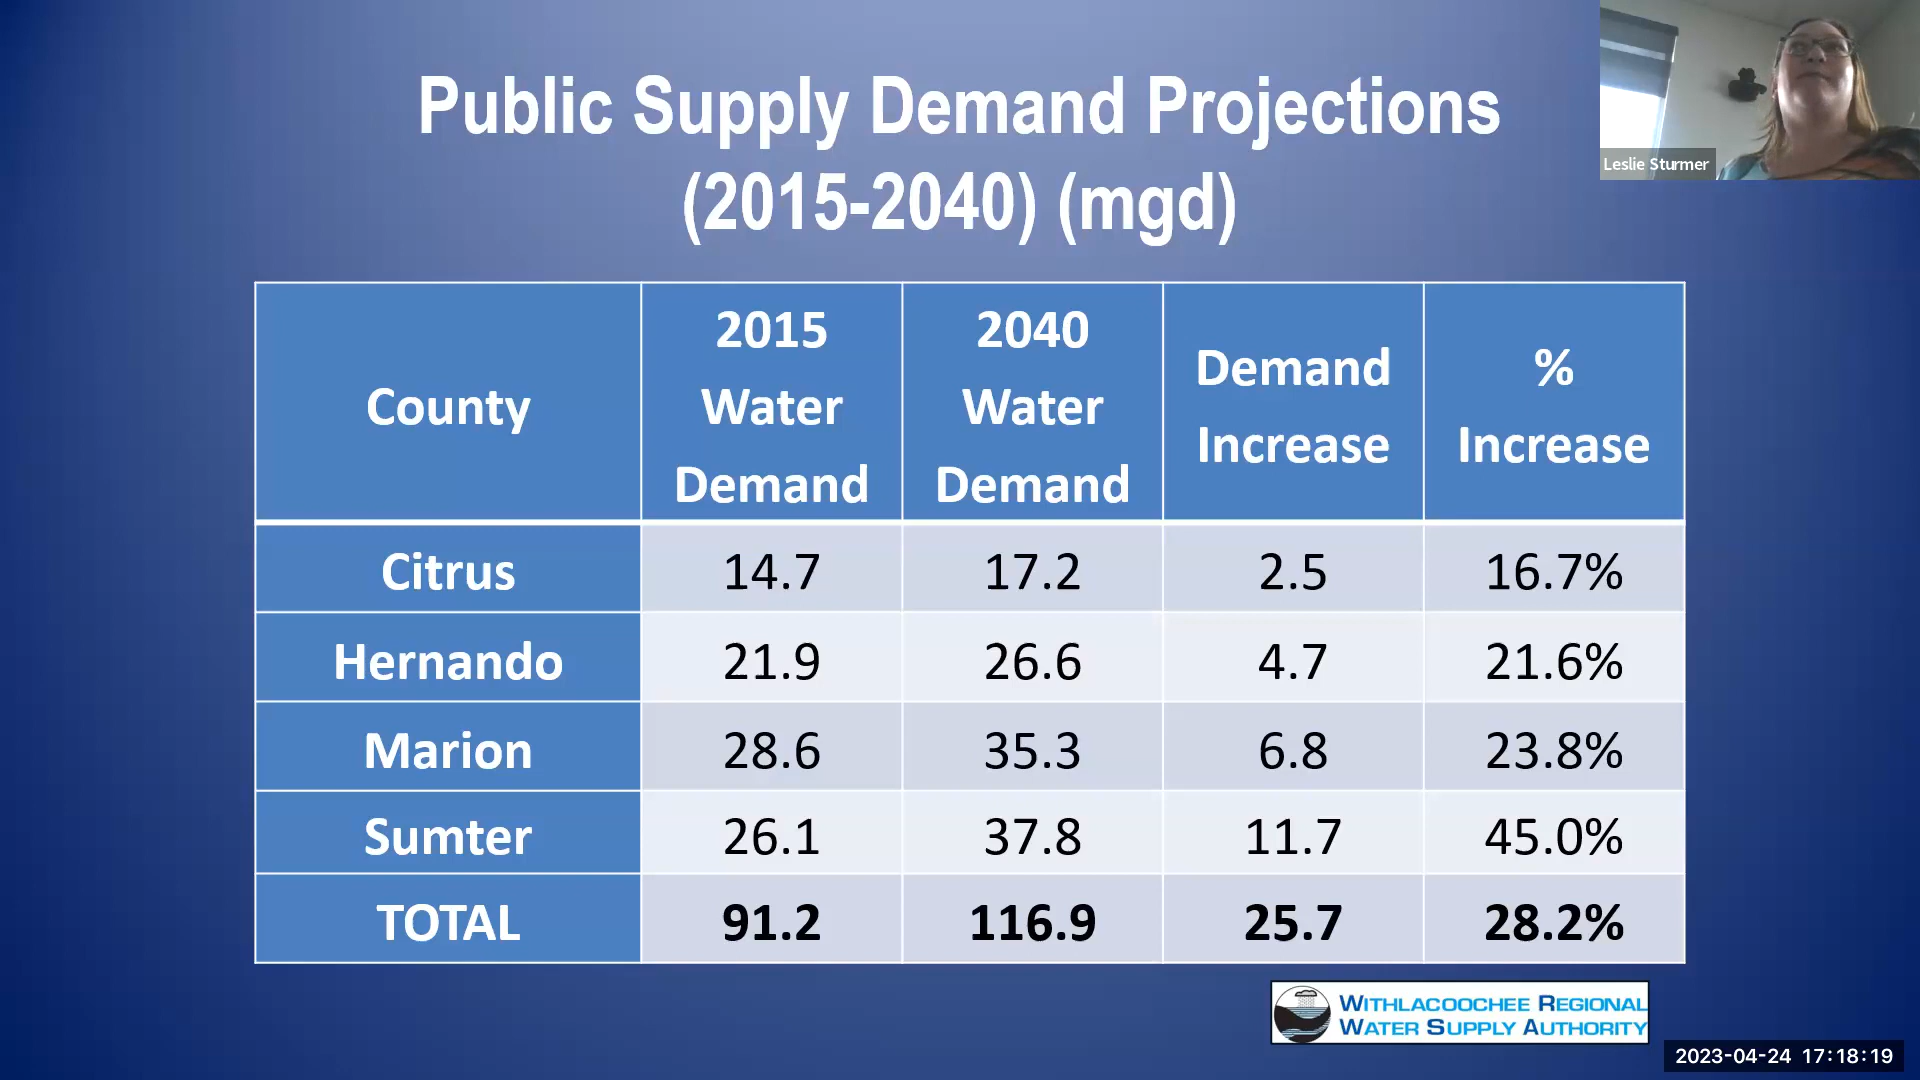 Public Supply Demand Projections
(2015-2040) (mgd)
Leslie Sturmer
County
2015
Water
Demand
2040
Water
Demand
Demand
Increase
%
Increase
Citrus 14.7 17.2 2.5 16.7%
Hernando 21.9 26.6 4.7 21.6%
Marion 28.6 35.3 6.8 23.8%
Sumter 26.1 37.8 11.7 45.0%
TOTAL 91.2 116.9 25.7 28.2%
WITHLACOOCHEE REGIONAL
WATER SUPPLY AUTHORITY
2023-04-24 17:18:19